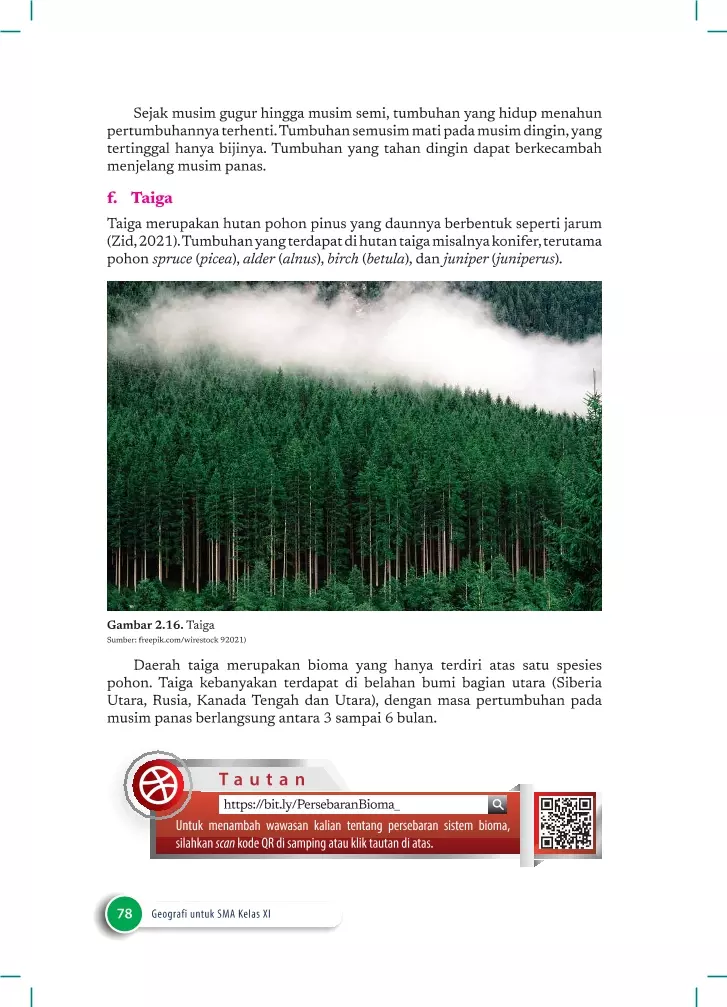 Sejak musim gugur hingga musim semi, tumbuhan yang hidup menahun
pertumbuhannya terhenti. Tumbuhan semusim mati pada musim dingin, yang
tertinggal hanya bijinya. Tumbuhan yang tahan dingin dapat berkecambah
menjelang musim panas.
f. Taiga
Taiga merupakan hutan pohon pinus yang daunnya berbentuk seperti jarum
(Zid, 2021). Tumbuhan yang terdapat di hutan taiga misalnya konifer, terutama
pohon spruce (picea), alder (alnus), birch (betula), dan juniper (juniperus).
Gambar 2.16. Taiga
Sumber: freepik.com/wirestock 92021)
Daerah taiga merupakan bioma yang hanya terdiri atas satu spesies
pohon. Taiga kebanyakan terdapat di belahan bumi bagian utara (Siberia
Utara, Rusia, Kanada Tengah dan Utara), dengan masa pertumbuhan pada
musim panas berlangsung antara 3 sampai 6 bulan.
Tautan
https://bit.ly/PersebaranBioma_
Untuk menambah wawasan kalian tentang persebaran sistem bioma,
silahkan scan kode QR di samping atau klik tautan di atas.
78 Geografi untuk SMA Kelas XI